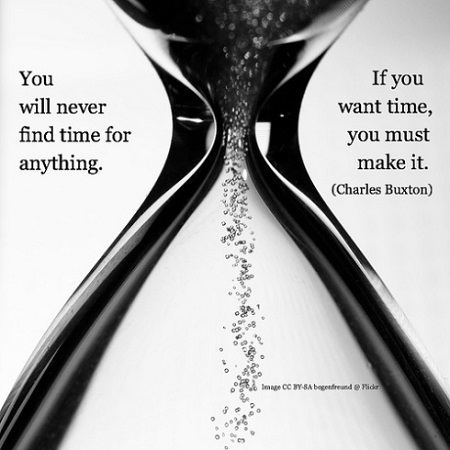 You
will never
find time for
anything.
If you
want time,
you must
make it.
(Charles Buxton)
Image CC BY-SA bogenfreund @ Flickr